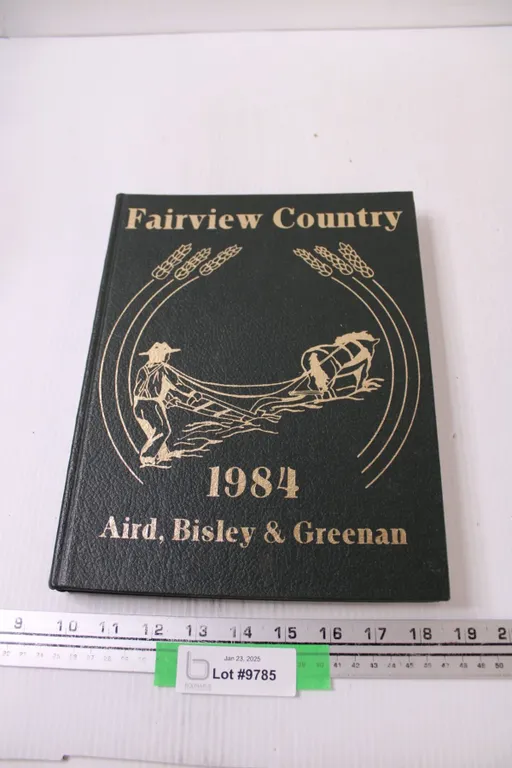 Fairview Country
1984
Aird, Bisley & Greenan
9 10 11 12 13 14 15 16 17 18 19 2
Jan 23, 2025
Lot #9785